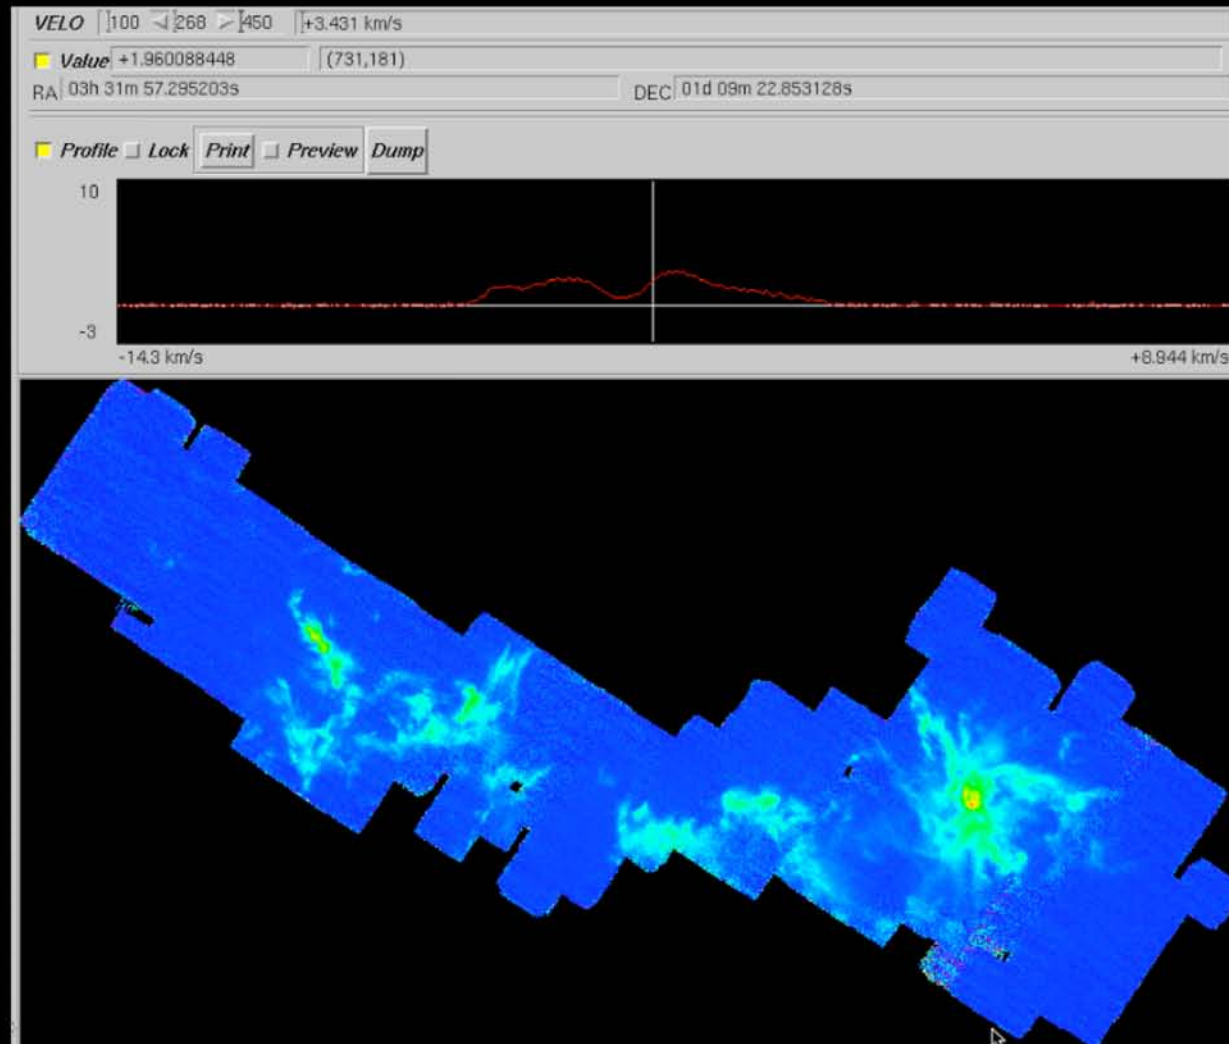 VELO 100 268 450 +3.431 km/s
Value +1.960088448 (731,181)
RA 03h 31m 57.295203s DEC 01d 09m 22.853128s
Profile Lock Print Preview Dump
10
-3
-14.3 km/s +8.944 km/s